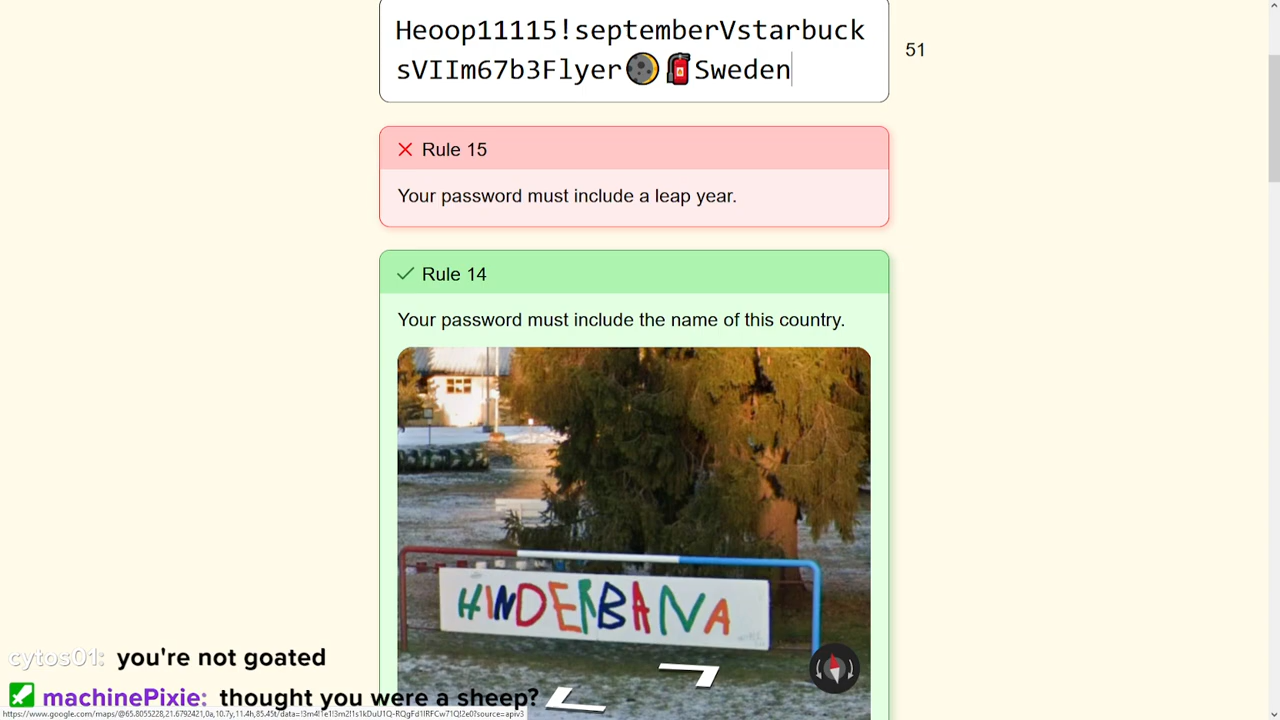 Heoop11115!septemberVstarbuck
sVIIm67b3Flyer🌖🧯Sweden
51
Rule 15
Your password must include a leap year.
Rule 14
Your password must include the name of this country.
HINDERBANA
cytos01: you're not goated
machinePixie: thought you were a sheep?